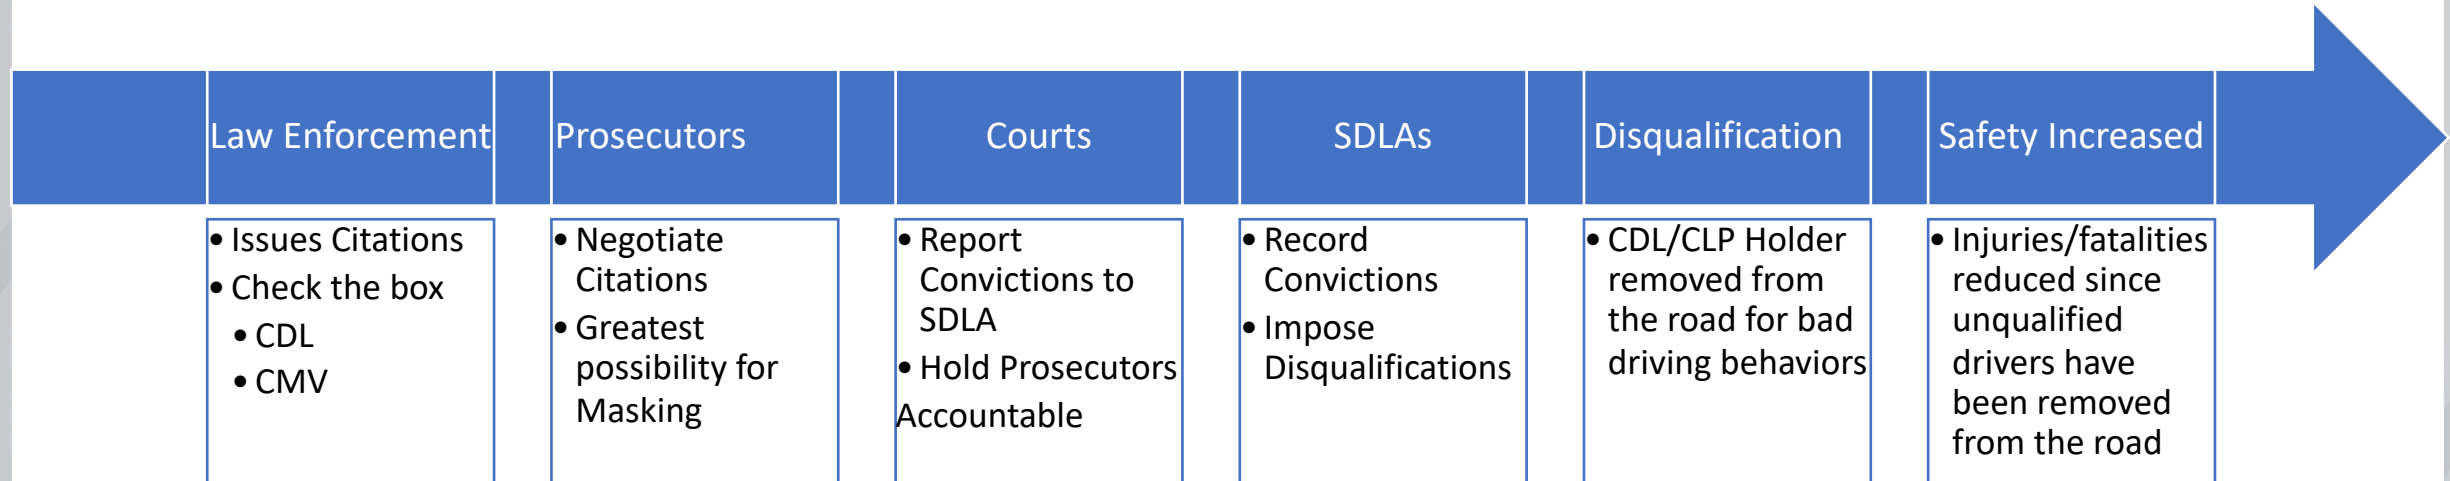 Law Enforcement
• Issues Citations
• Check the box
• CDL
• CMV
Prosecutors
• Negotiate
Citations
• Greatest
possibility for
Masking
Courts
• Report
Convictions to
SDLA
• Hold Prosecutors
Accountable
SDLAs
• Record
Convictions
• Impose
Disqualifications
Disqualification
• CDL/CLP Holder
removed from
the road for bad
driving behaviors
Safety Increased
• Injuries/fatalities
reduced since
unqualified
drivers have
been removed
from the road